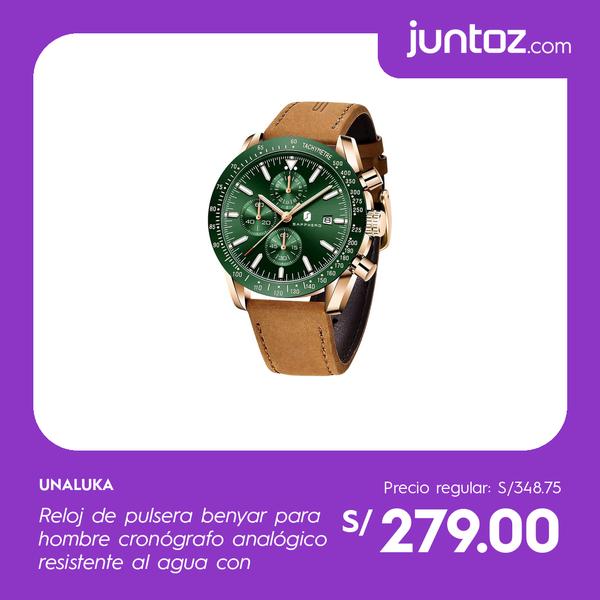 juntoz.com
TACHYMETRE
SAPPHERO
UNALUKA
Reloj de pulsera benyar para
hombre cronógrafo analógico
resistente al agua con
Precio regular: S/348.75
S/ 279.00